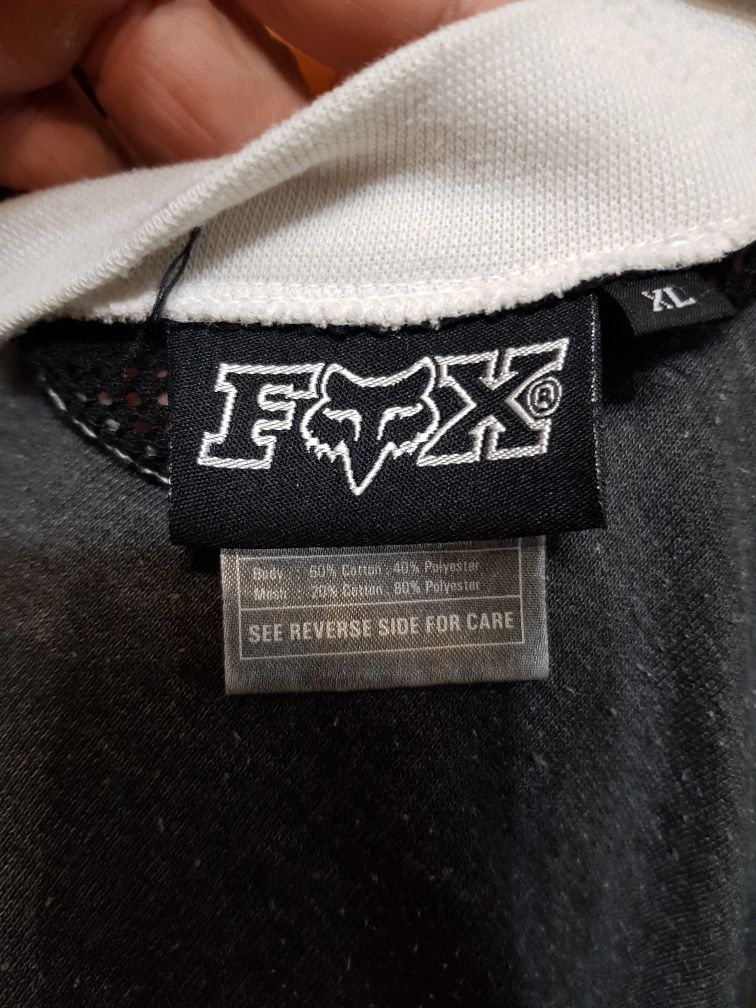 XL
FOX®
Body : 60% Cotton 40% Polyester
Mesh : 20% Cotton 80% Polyester
SEE REVERSE SIDE FOR CARE